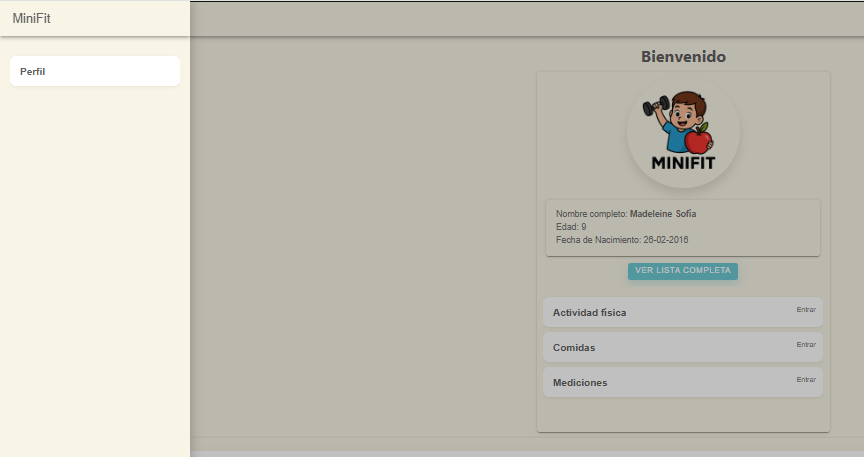 MiniFit
Perfil
Bienvenido
MINIFIT
Nombre completo: Madeleine Sofia
Edad: 9
Fecha de Nacimiento: 26-02-2016
VER LISTA COMPLETA
Actividad fisica
Entrar
Comidas
Entrar
Mediciones
Entrar